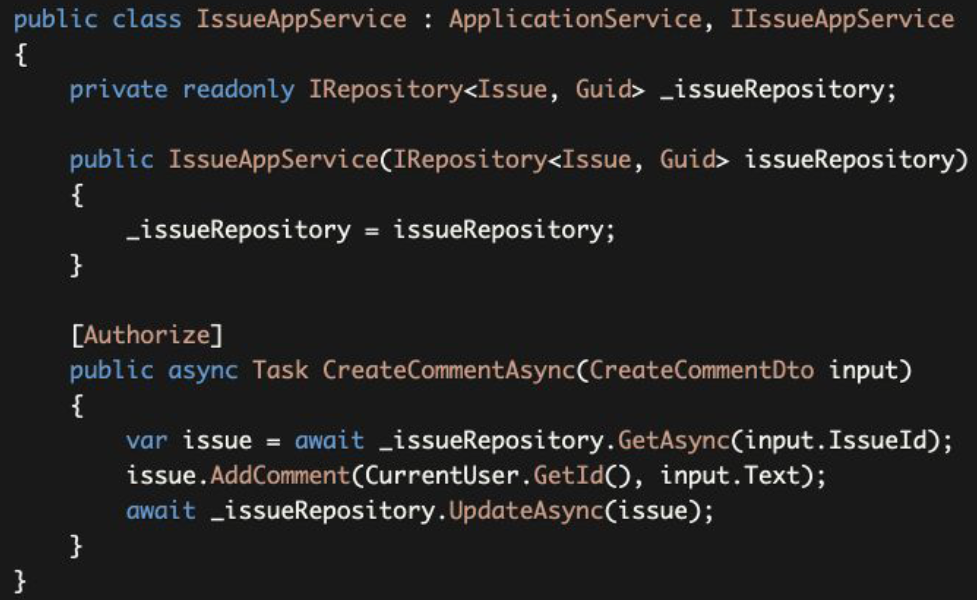 public class IssueAppService : ApplicationService, IIssueAppService
{
    private readonly IRepository<Issue, Guid> _issueRepository;

    public IssueAppService(IRepository<Issue, Guid> issueRepository)
    {
        _issueRepository = issueRepository;
    }

    [Authorize]
    public async Task CreateCommentAsync(CreateCommentDto input)
    {
        var issue = await _issueRepository.GetAsync(input.IssueId);
        issue.AddComment(CurrentUser.GetId(), input.Text);
        await _issueRepository.UpdateAsync(issue);
    }
}